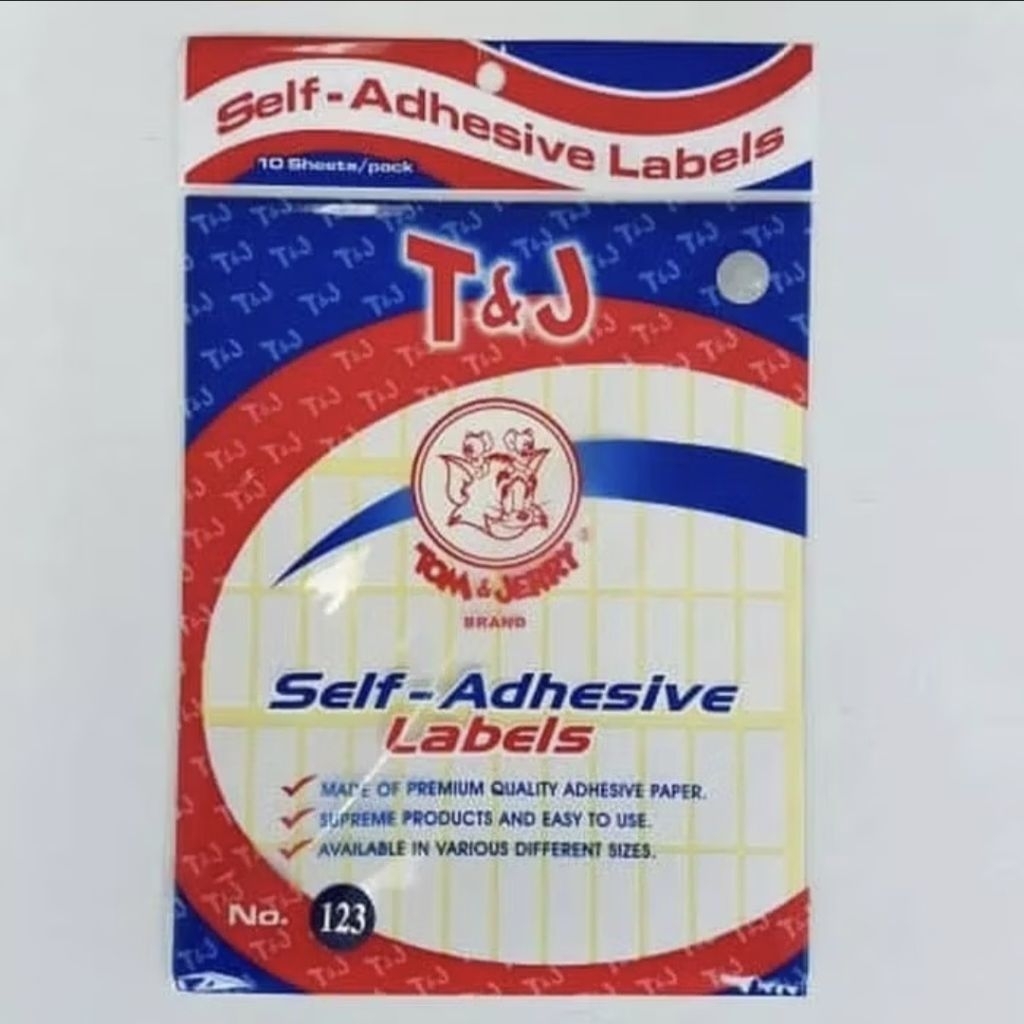 Self-Adhesive Labels
10 Sheets/pack
T&J
TOM & JERRY
BRAND
Self-Adhesive
Labels
MADE OF PREMIUM QUALITY ADHESIVE PAPER.
SUPREME PRODUCTS AND EASY TO USE.
AVAILABLE IN VARIOUS DIFFERENT SIZES.
No. 123